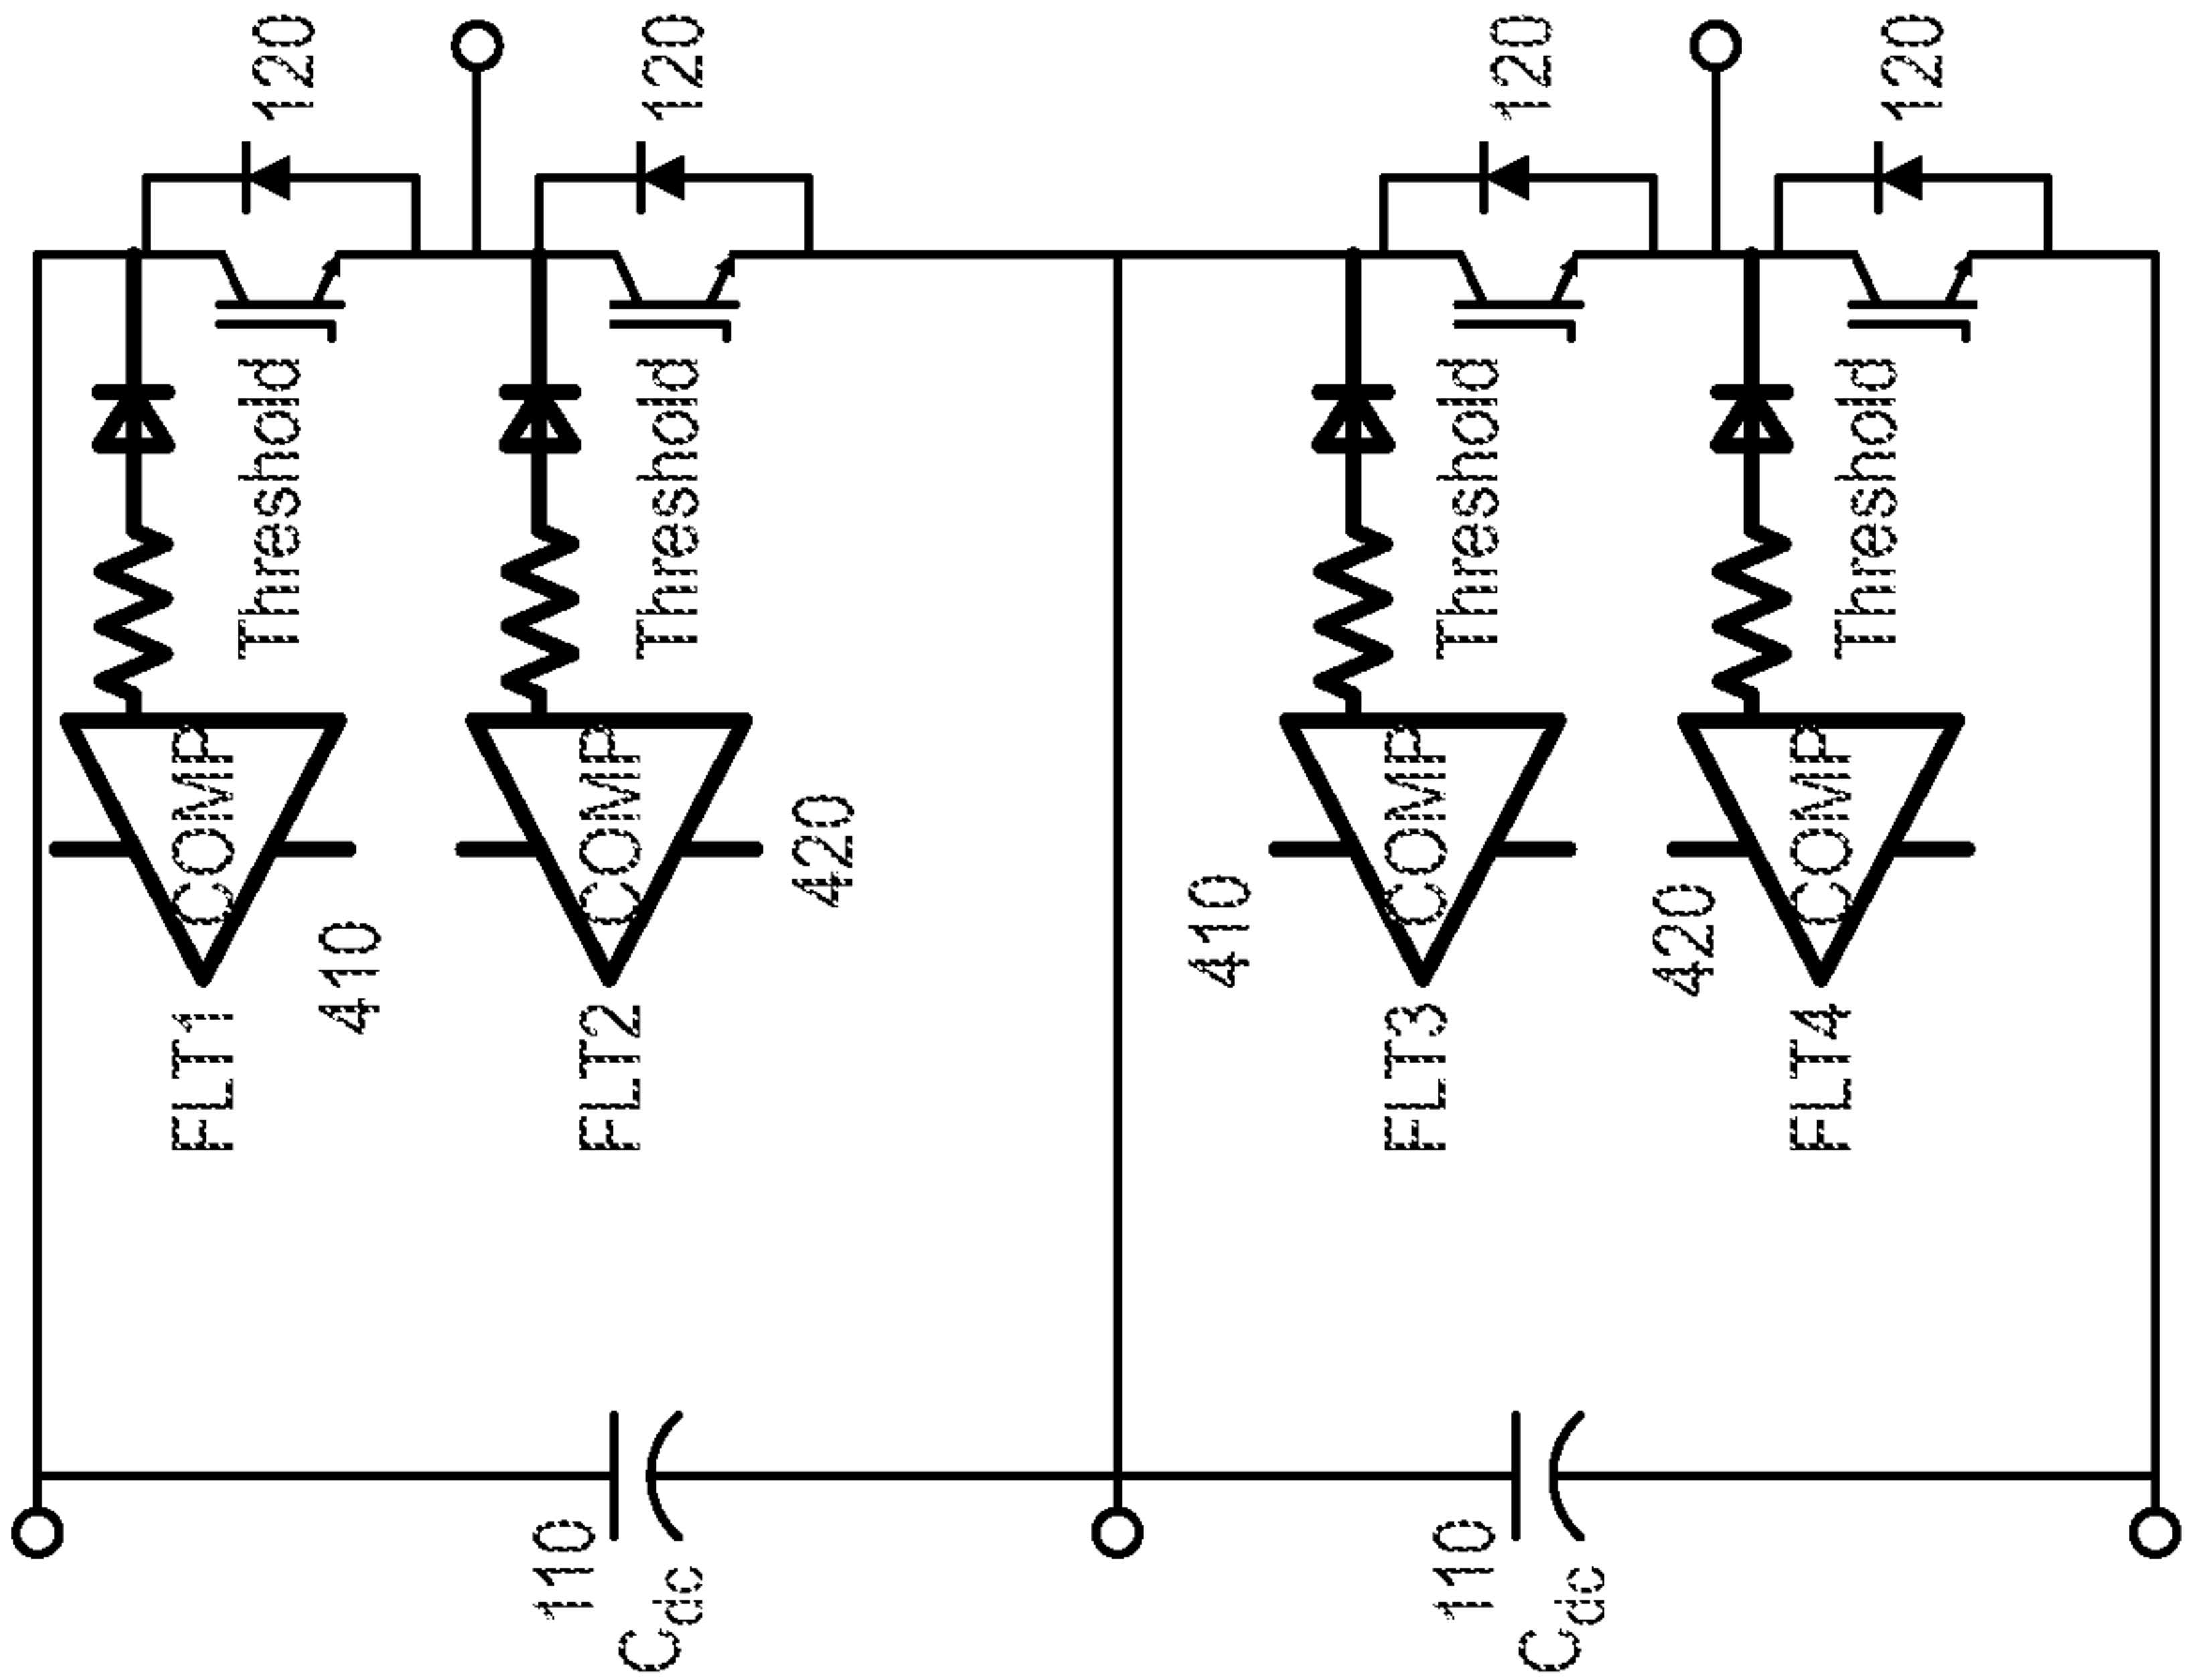 FLT1
COMP
Threshold
120
410
110
Cdc
FLT2
COMP
Threshold
120
420
410
FLT3
COMP
Threshold
120
110
Cdc
420
FLT4
COMP
Threshold
120